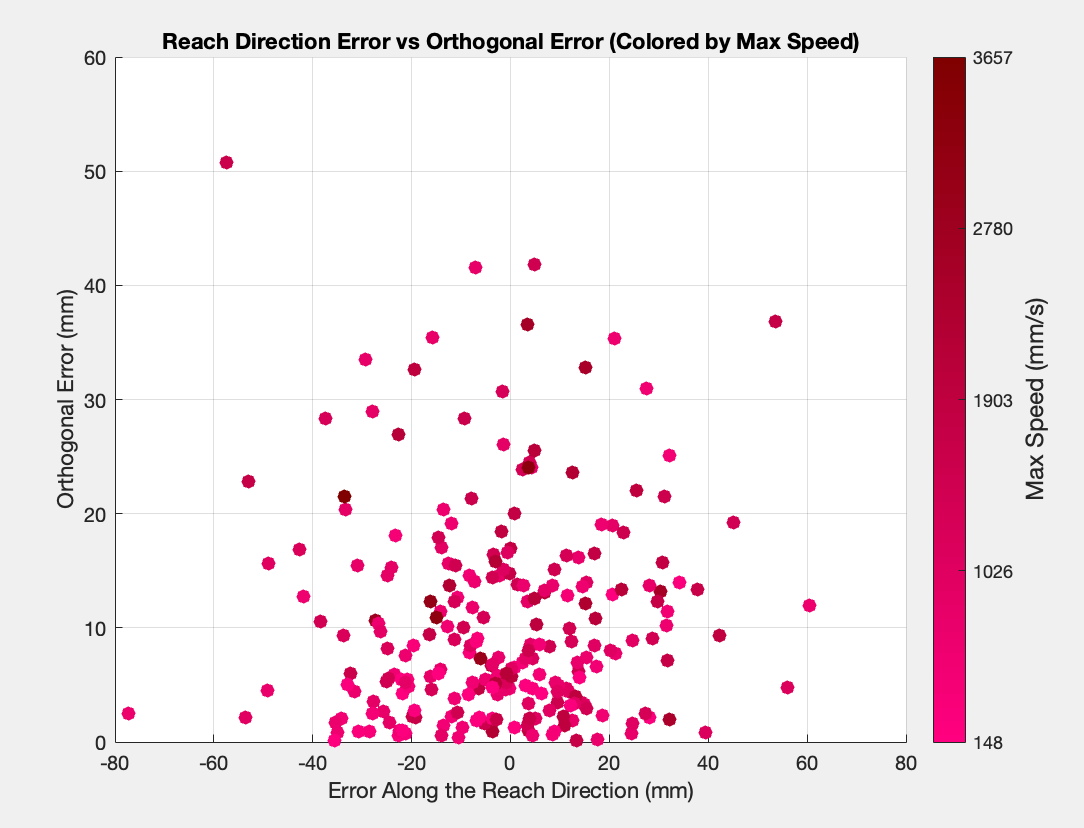 Reach Direction Error vs Orthogonal Error (Colored by Max Speed)
60
50
40
30
20
10
0
Orthogonal Error (mm)
-80 -60 -40 -20 0 20 40 60 80
Error Along the Reach Direction (mm)
3657
2780
1903
1026
148
Max Speed (mm/s)